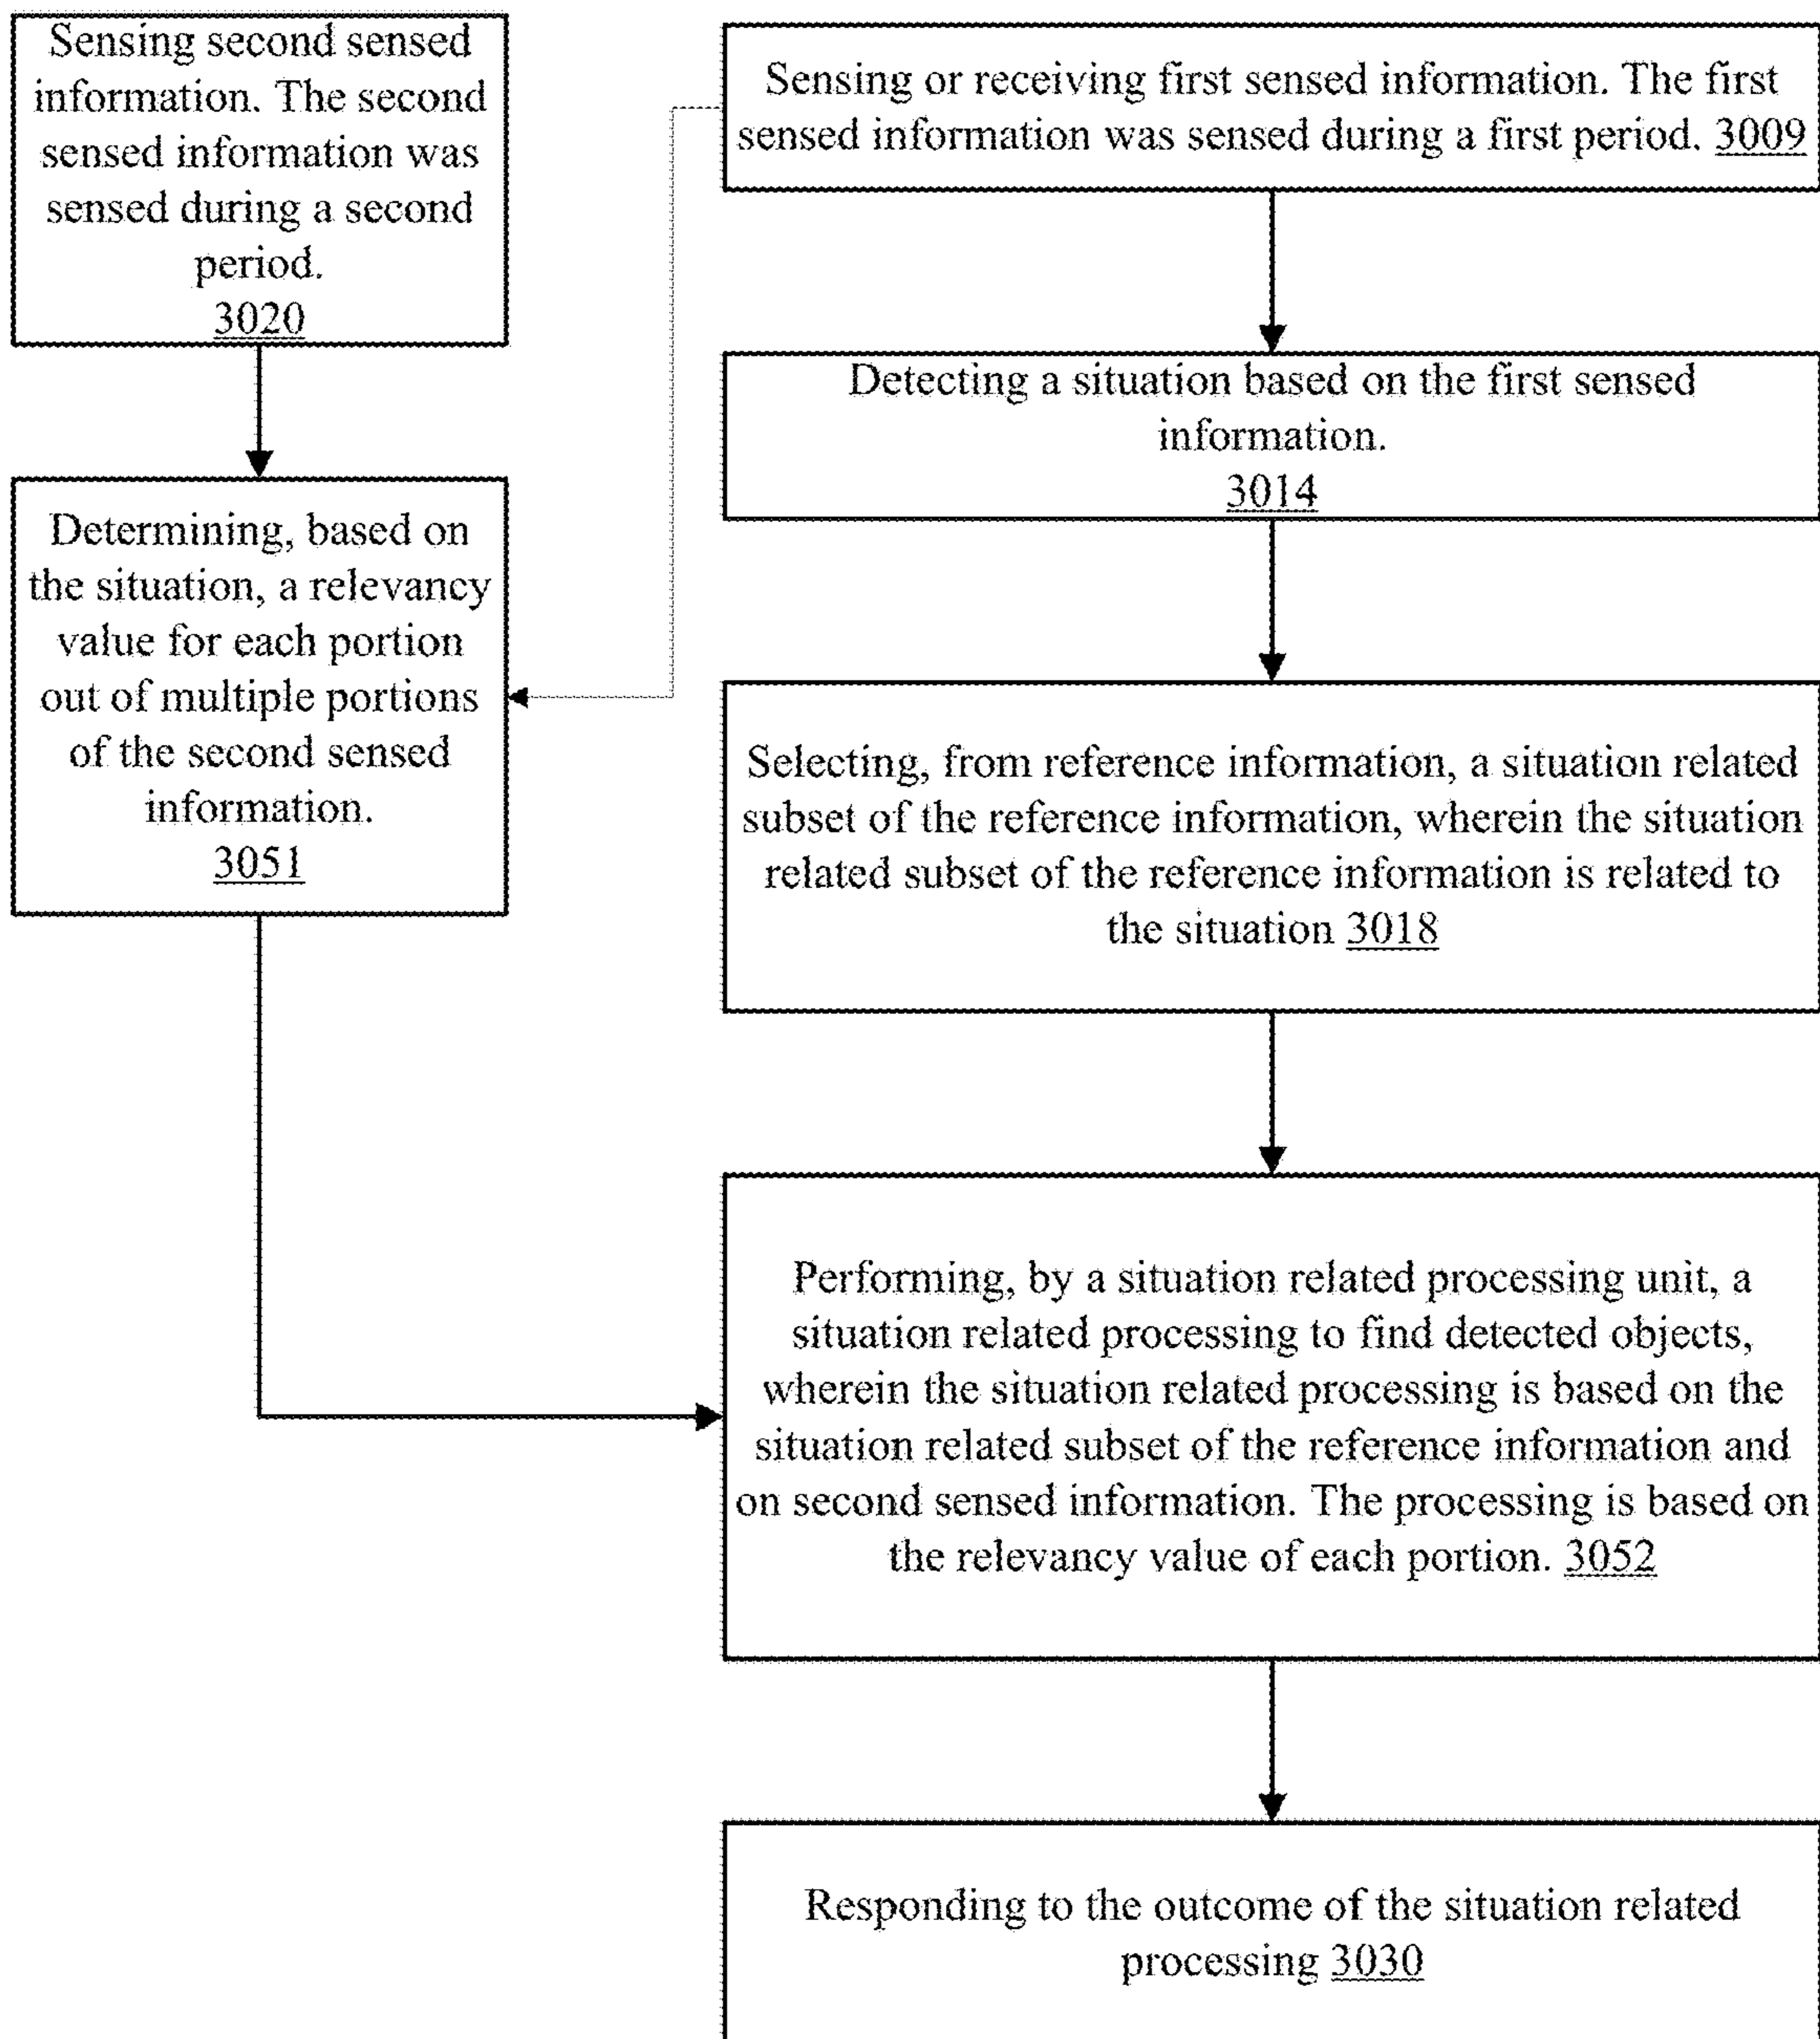 Sensing second sensed
information. The second
sensed information was
sensed during a second
period.
3020
Sensing or receiving first sensed information. The first
sensed information was sensed during a first period. 3009
Detecting a situation based on the first sensed
information.
3014
Determining, based on
the situation, a relevancy
value for each portion
out of multiple portions
of the second sensed
information.
3051
Selecting, from reference information, a situation related
subset of the reference information, wherein the situation
related subset of the reference information is related to
the situation 3018
Performing, by a situation related processing unit, a
situation related processing to find detected objects,
wherein the situation related processing is based on the
situation related subset of the reference information and
on second sensed information. The processing is based on
the relevancy value of each portion. 3052
Responding to the outcome of the situation related
processing 3030